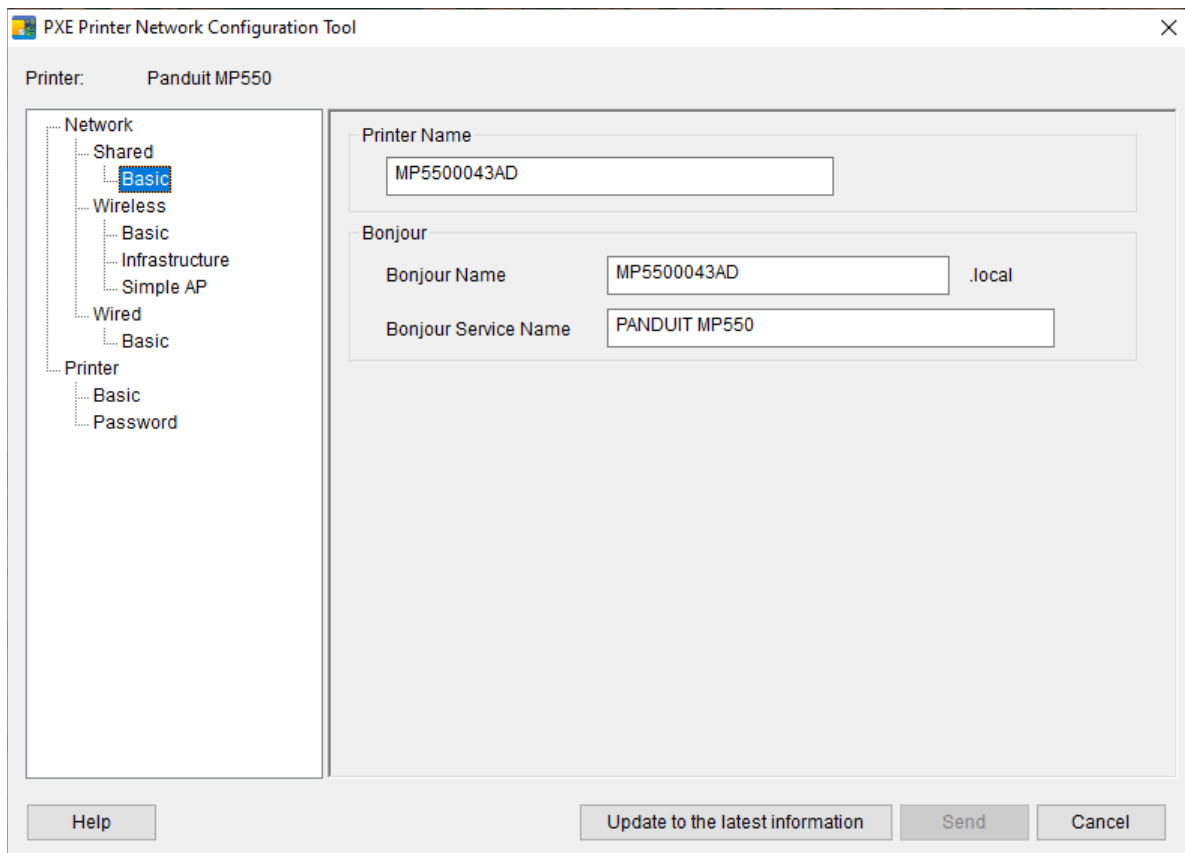 PXE Printer Network Configuration Tool
Printer: Panduit MP550
Network
Shared
Basic
Wireless
Basic
Infrastructure
Simple AP
Wired
Basic
Printer
Basic
Password
Printer Name
MP5500043AD
Bonjour
Bonjour Name MP5500043AD .local
Bonjour Service Name PANDUIT MP550
Help Update to the latest information Send Cancel